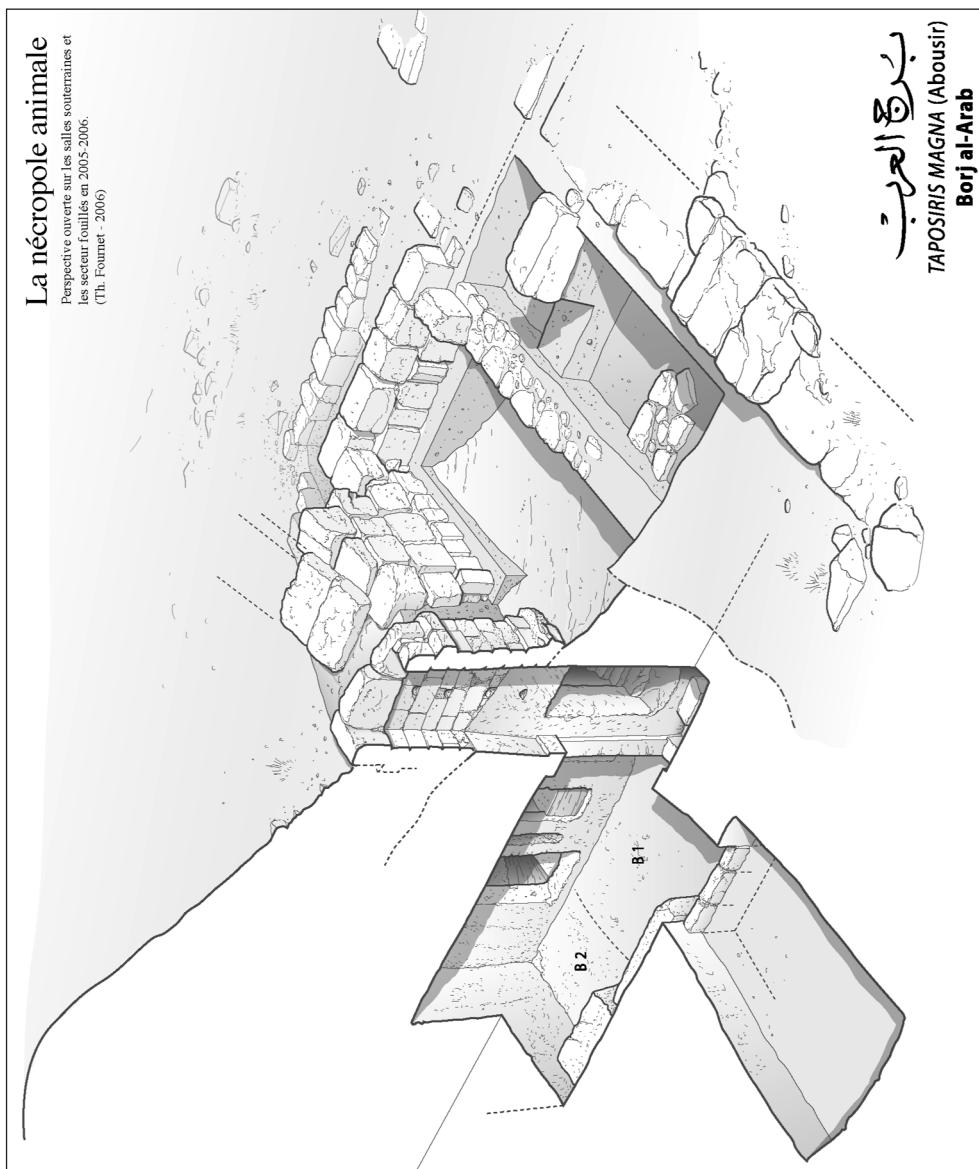 La nécropole animale
Perspective ouverte sur les salles souterraines et
les secteur fouillés en 2005-2006.
(Th. Fournet - 2006)
B 1
B 2
برج العرب
TAPOSIRIS MAGNA (Abousir)
Borj al-Arab